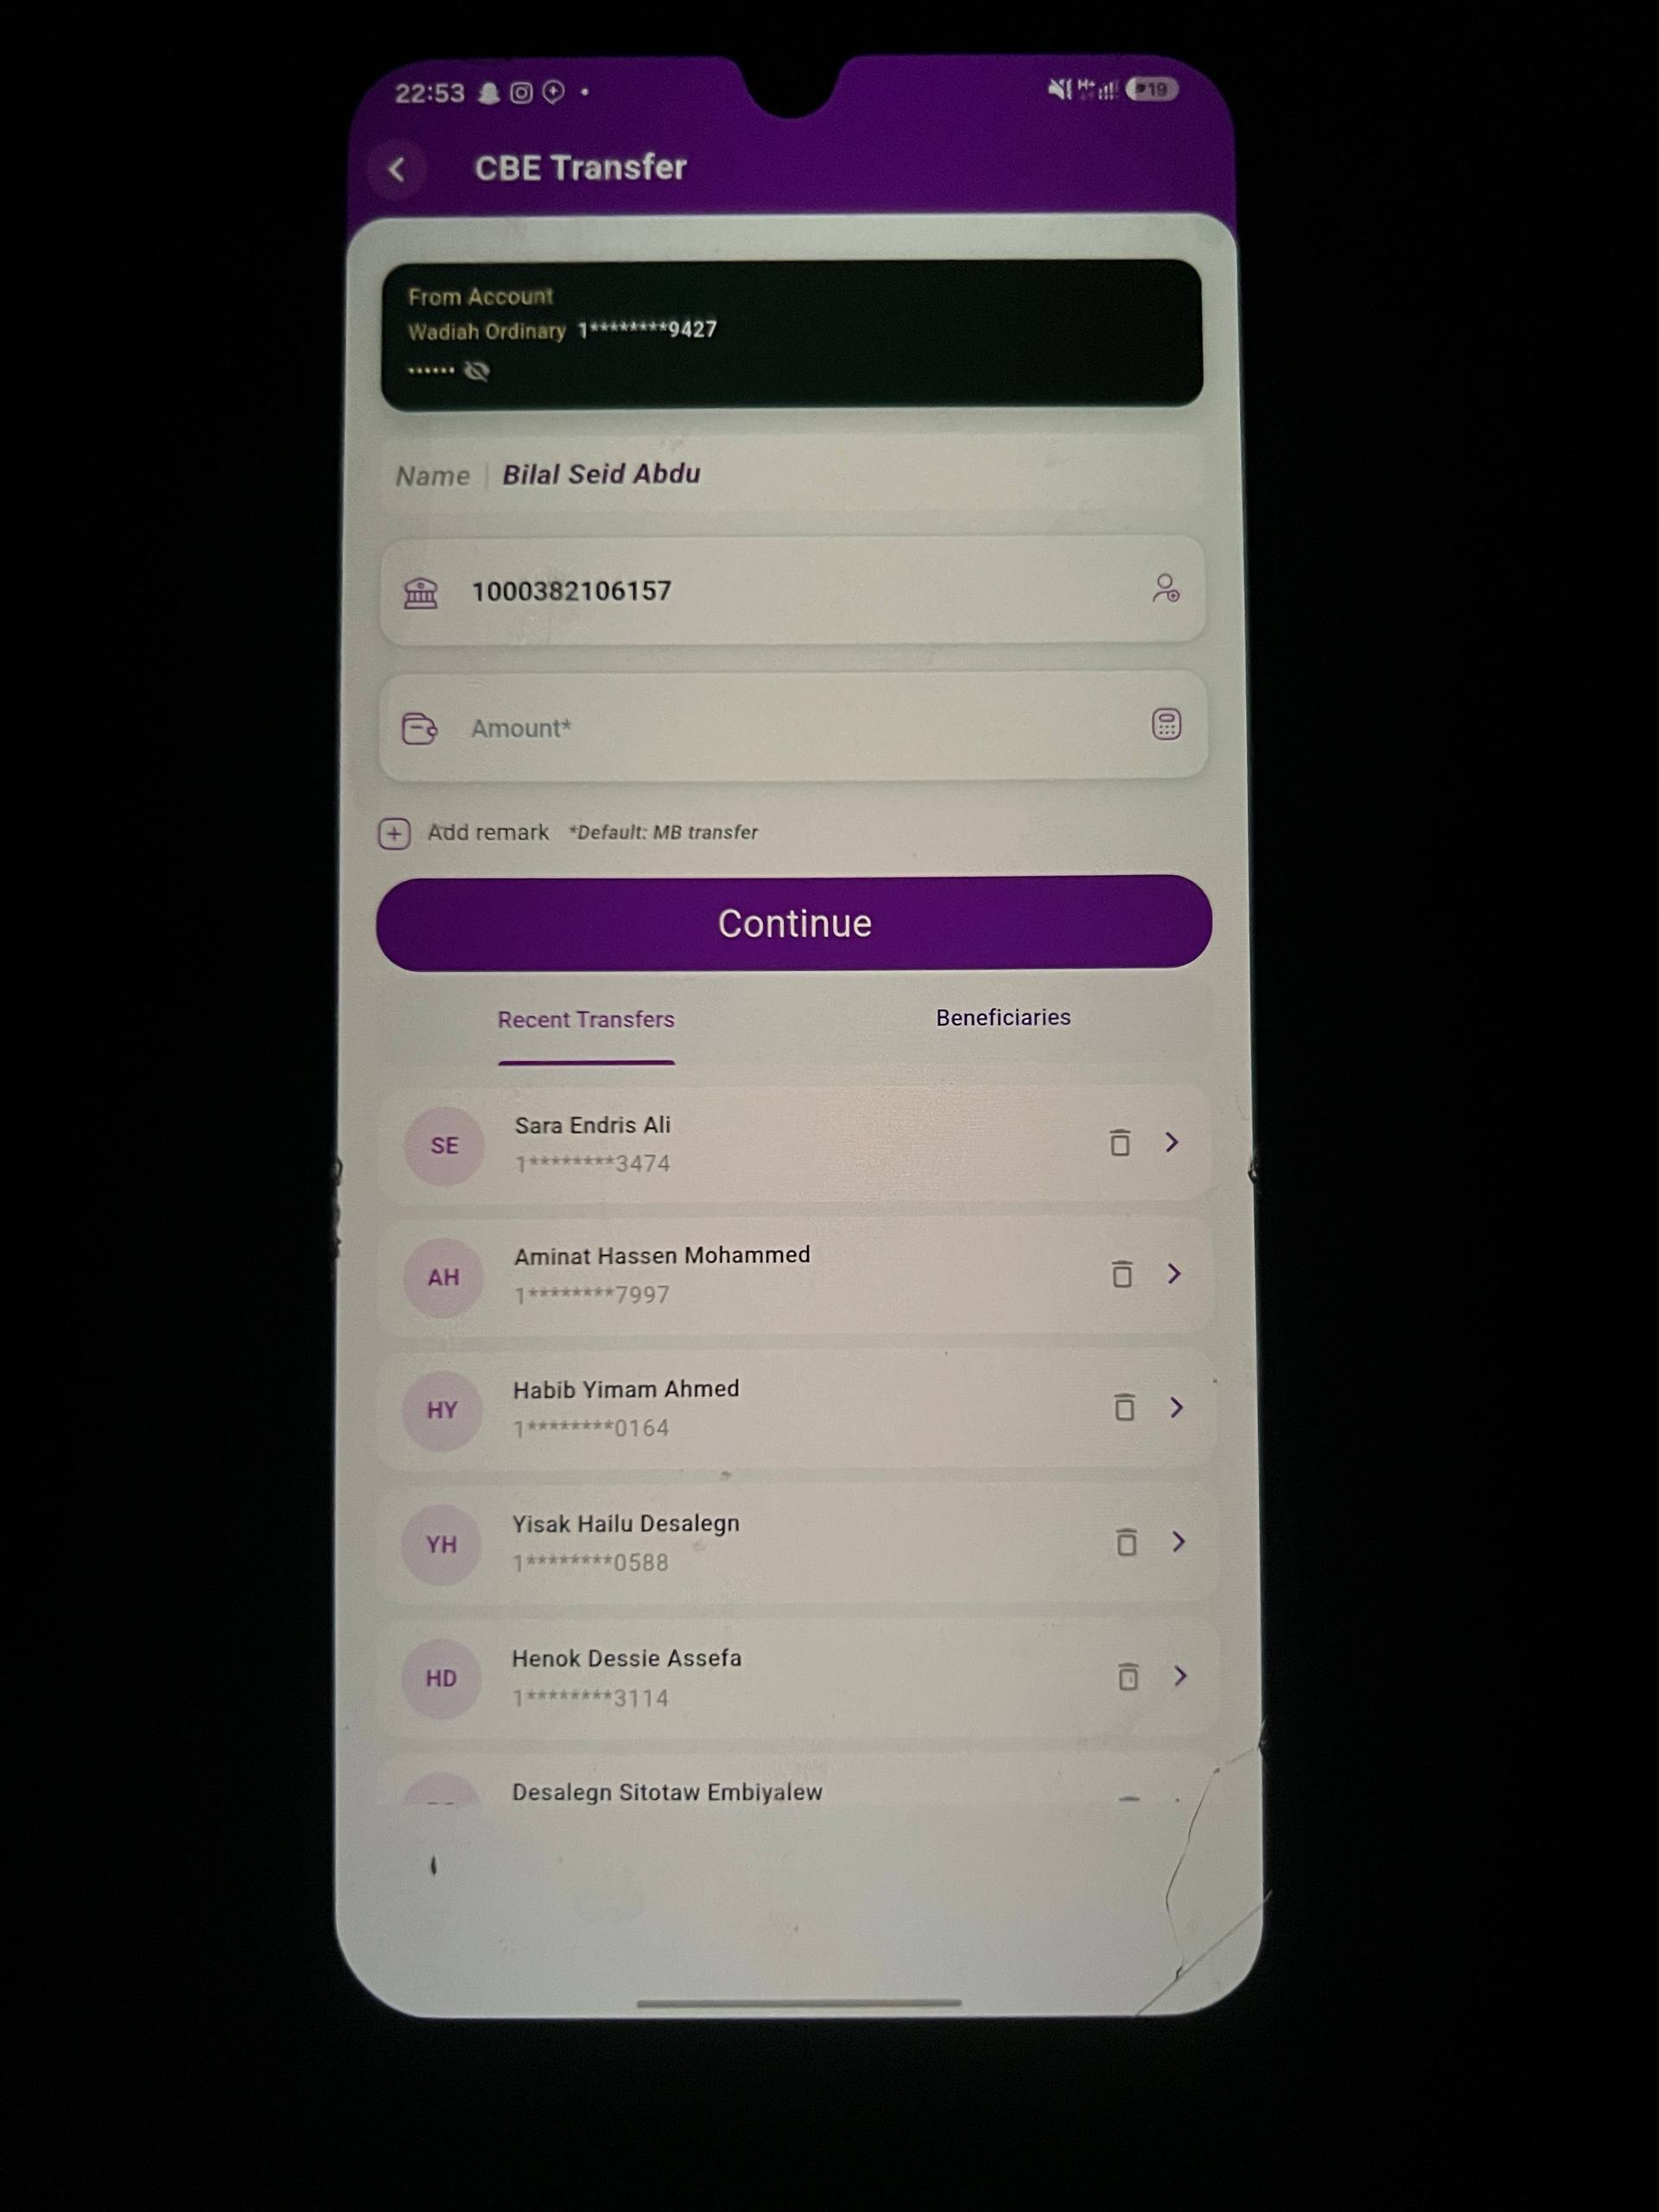 22:53
H+ 19
CBE Transfer
From Account
Wadiah Ordinary 1********9427
••••••
Name | Bilal Seid Abdu
1000382106157
Amount*
Add remark *Default: MB transfer
Continue
Recent Transfers Beneficiaries
SE Sara Endris Ali
1********3474
AH Aminat Hassen Mohammed
1********7997
HY Habib Yimam Ahmed
1********0164
YH Yisak Hailu Desalegn
1********0588
HD Henok Dessie Assefa
1********3114
Desalegn Sitotaw Embiyalew